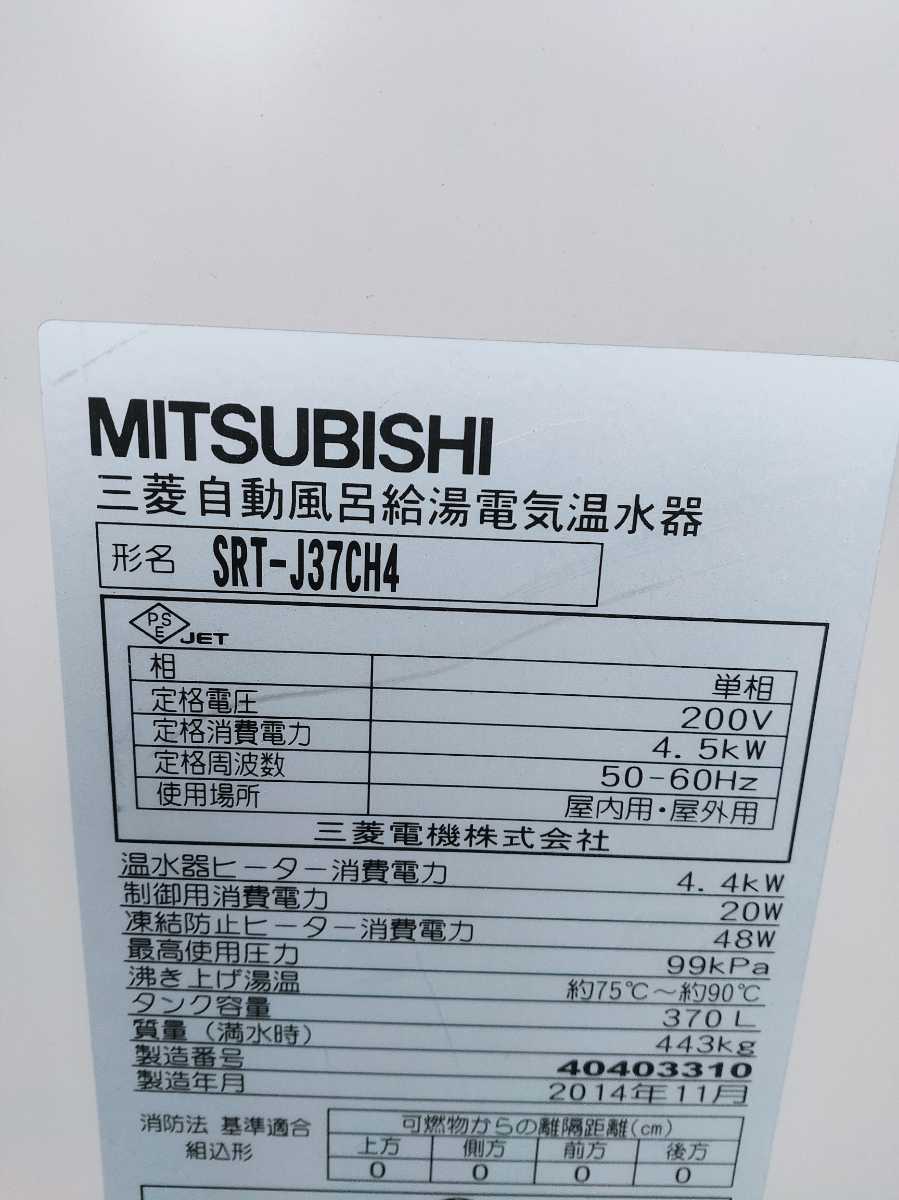 MITSUBISHI
三菱自動風呂給湯電気温水器
形名 SRT-J37CH4
PS
E JET
相 単相
定格電圧 200V
定格消費電力 4.5kW
定格周波数 50-60Hz
使用場所 屋内用・屋外用
三菱電機株式会社
温水器ヒーター消費電力 4.4kW
制御用消費電力 20W
凍結防止ヒーター消費電力 48W
最高使用圧力 99kPa
沸き上げ湯温 約75℃～約90℃
タンク容量 370L
質量（満水時） 443kg
製造番号 40403310
製造年月 2014年11月
消防法 基準適合 可燃物からの離隔距離(cm)
組込形 上方 側方 前方 後方
0 0 0 0